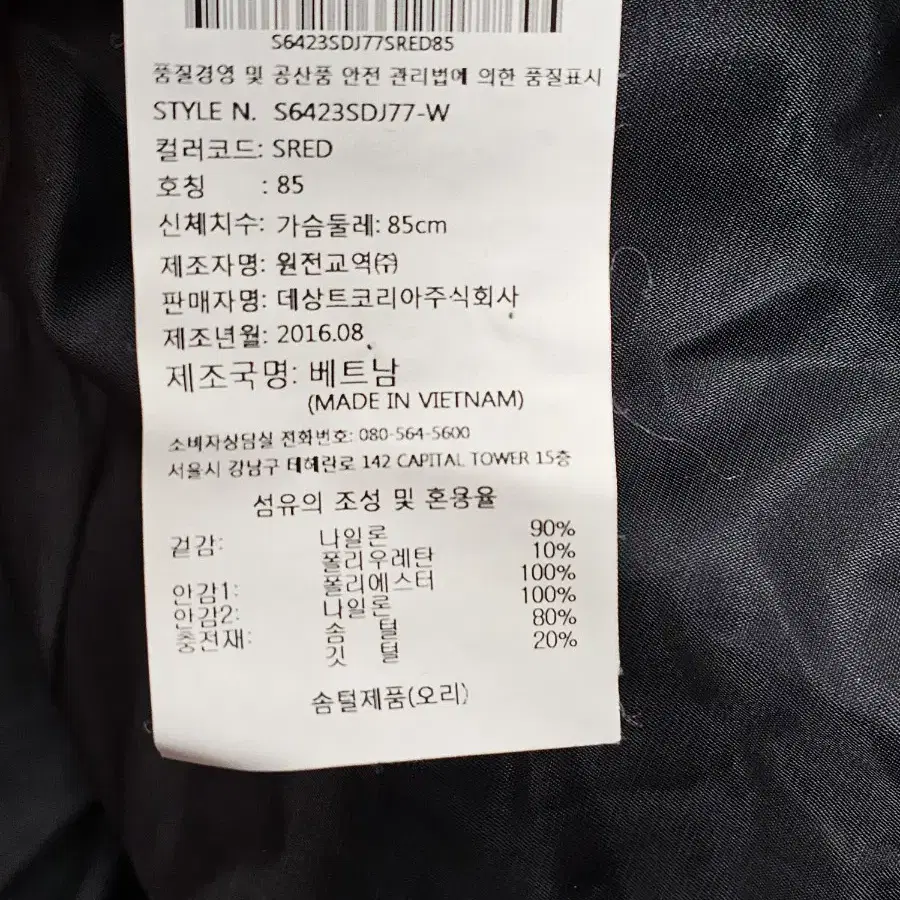 S6423SDJ77SRED85
품질경영 및 공산품 안전 관리법에 의한 품질표시
STYLE N. S6423SDJ77-W
컬러코드: SRED
호칭 : 85
신체치수: 가슴둘레: 85cm
제조자명: 원전교역㈜
판매자명: 데상트코리아주식회사
제조년월: 2016.08
제조국명: 베트남
(MADE IN VIETNAM)
소비자상담실 전화번호: 080-564-5600
서울시 강남구 테헤란로 142 CAPITAL TOWER 15층
섬유의 조성 및 혼용율
겉감: 나일론 90%
폴리우레탄 10%
안감1: 폴리에스터 100%
안감2: 나일론 100%
충전재: 솜 털 80%
깃 털 20%
솜털제품(오리)